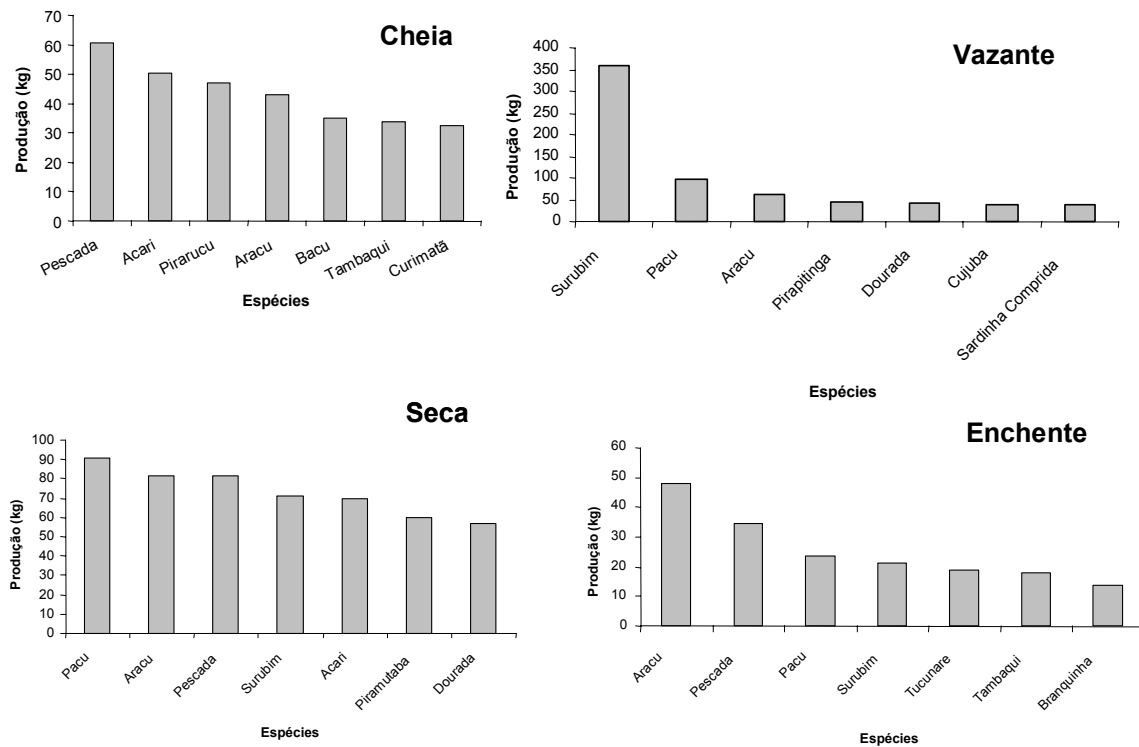 Cheia
Produção (kg)
70
60
50
40
30
20
10
0
Pescada
Acari
Pirarucu
Aracu
Bacu
Tambaqui
Curimatã
Espécies
Vazante
Produção (kg)
400
350
300
250
200
150
100
50
0
Surubim
Pacu
Aracu
Pirapitinga
Dourada
Cujuba
Sardinha Comprida
Espécies
Seca
Produção (kg)
100
90
80
70
60
50
40
30
20
10
0
Pacu
Aracu
Pescada
Surubim
Acari
Piramutaba
Dourada
Espécies
Enchente
Produção (kg)
60
50
40
30
20
10
0
Aracu
Pescada
Pacu
Surubim
Tucunare
Tambaqui
Branquinha
Espécies